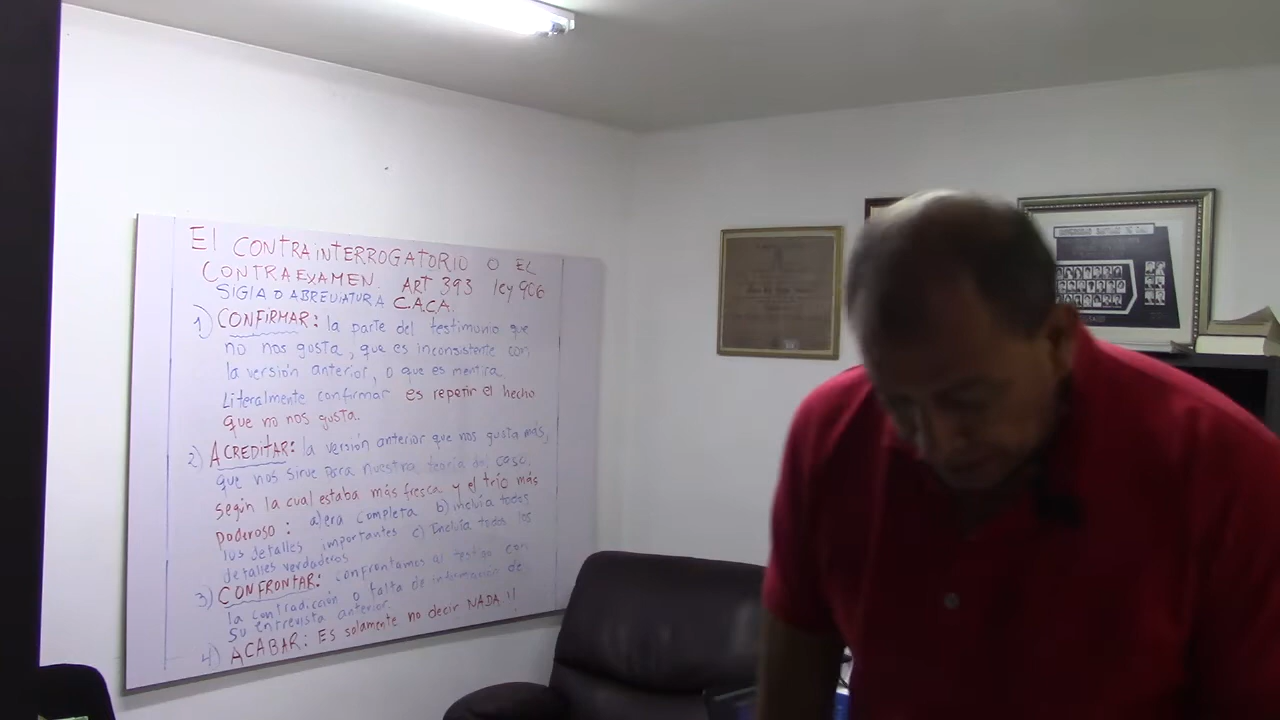 El CONTRAINTERROGATORIO O EL
CONTRAEXAMEN. ART 393 ley 906
SIGLA O ABREVIATURA C.A.C.A.
1) CONFIRMAR: la parte del testimonio que
no nos gusta, que es inconsistente con
la versión anterior, o que es mentira.
Literalmente confirmar es repetir el hecho
que no nos gusta..
2) ACREDITAR: la versión anterior que nos gusta más,
que nos sirve para nuestra teoría del caso.
según la cual estaba más fresca y el trío más
poderoso: a) era completa b) incluía todos
los detalles importantes c) Incluía todos los
detalles verdaderos
3) CONFRONTAR: confrontamos al testigo con
la contradicción o falta de información de
su entrevista anterior.
4) ACABAR: Es solamente no decir NADA!!